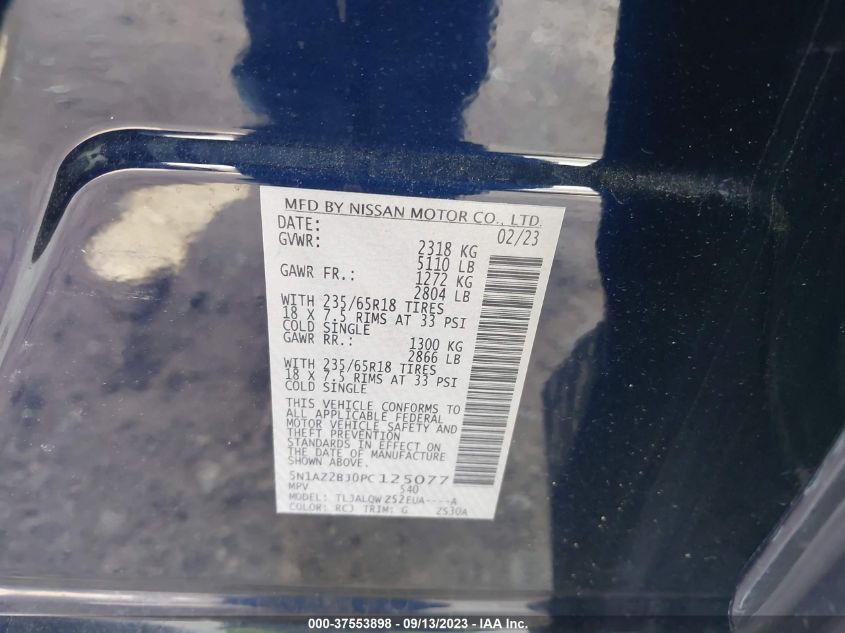 MFD BY NISSAN MOTOR CO., LTD.
DATE: 02/23
GVWR: 2318 KG
5110 LB
GAWR FR.: 1272 KG
2804 LB
WITH 235/65R18 TIRES
18 X 7.5 RIMS AT 33 PSI
COLD SINGLE
GAWR RR.: 1300 KG
2866 LB
WITH 235/65R18 TIRES
18 X 7.5 RIMS AT 33 PSI
COLD SINGLE
THIS VEHICLE CONFORMS TO
ALL APPLICABLE FEDERAL
MOTOR VEHICLE SAFETY AND
THEFT PREVENTION
STANDARDS IN EFFECT ON
THE DATE OF MANUFACTURE
SHOWN ABOVE.
5N1AZ2BJ0PC125077
MPV 540
MODEL: TLJALQWZ52EUA----A
COLOR: RCJ TRIM: G 2S30A
000-37553898 - 09/13/2023 - IAA Inc.